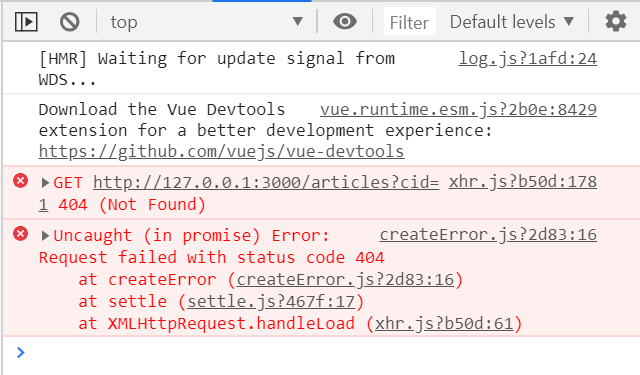 top Filter Default levels
[HMR] Waiting for update signal from log.js?1afd:24
WDS...
Download the Vue Devtools vue.runtime.esm.js?2b0e:8429
extension for a better development experience:
https://github.com/vuejs/vue-devtools
GET http://127.0.0.1:3000/articles?cid= xhr.js?b50d:178
1 404 (Not Found)
Uncaught (in promise) Error: createError.js?2d83:16
Request failed with status code 404
at createError (createError.js?2d83:16)
at settle (settle.js?467f:17)
at XMLHttpRequest.handleLoad (xhr.js?b50d:61)